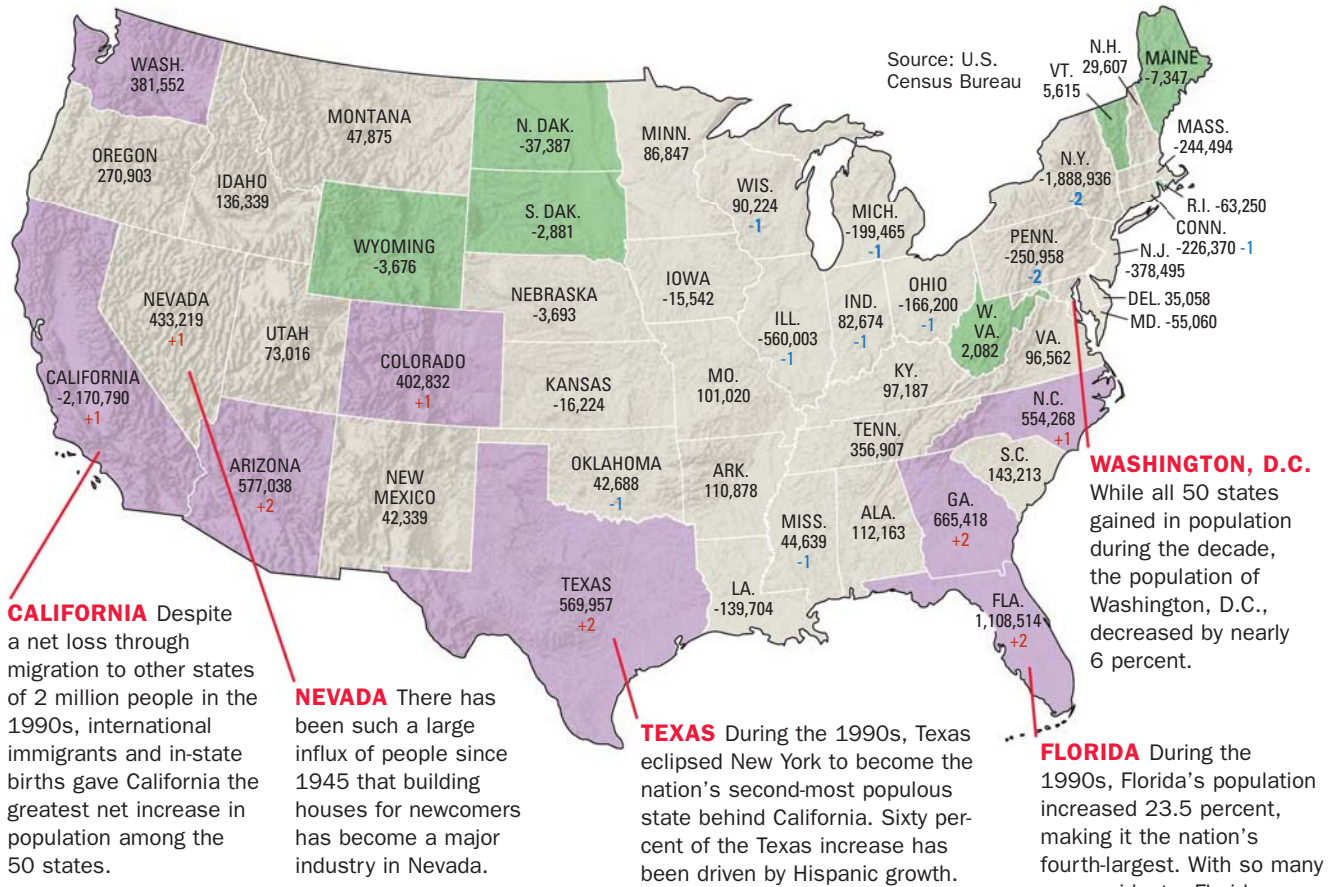 Source: U.S.
Census Bureau
WASH.
381,552
OREGON
270,903
MONTANA
47,875
IDAHO
136,339
WYOMING
-3,676
N. DAK.
-37,387
S. DAK.
-2,881
MINN.
86,847
WIS.
90,224
-1
MICH.
-199,465
-1
VT.
5,615
N.H.
29,607
MAINE
-7,347
MASS.
-244,494
N.Y.
-1,888,936
-2
R.I. -63,250
CONN.
-226,370 -1
N.J.
-378,495
PENN.
-250,958
-2
DEL. 35,058
MD. -55,060
NEVADA
433,219
+1
UTAH
73,016
COLORADO
402,832
+1
NEBRASKA
-3,693
IOWA
-15,542
ILL.
-560,003
-1
IND.
82,674
-1
OHIO
-166,200
-1
W.
VA.
2,082
VA.
96,562
CALIFORNIA
-2,170,790
+1
ARIZONA
577,038
+2
NEW
MEXICO
42,339
KANSAS
-16,224
MO.
101,020
KY.
97,187
TENN.
356,907
N.C.
554,268
+1
S.C.
143,213
OKLAHOMA
42,688
-1
ARK.
110,878
MISS.
44,639
-1
ALA.
112,163
GA.
665,418
+2
TEXAS
569,957
+2
LA.
-139,704
FLA.
1,108,514
+2
CALIFORNIA Despite
a net loss through
migration to other states
of 2 million people in the
1990s, international
immigrants and in-state
births gave California the
greatest net increase in
population among the
50 states.
NEVADA There has
been such a large
influx of people since
1945 that building
houses for newcomers
has become a major
industry in Nevada.
TEXAS During the 1990s, Texas
eclipsed New York to become the
nation's second-most populous
state behind California. Sixty per-
cent of the Texas increase has
been driven by Hispanic growth.
WASHINGTON, D.C.
While all 50 states
gained in population
during the decade,
the population of
Washington, D.C.,
decreased by nearly
6 percent.
FLORIDA During the
1990s, Florida's population
increased 23.5 percent,
making it the nation's
fourth-largest. With so many